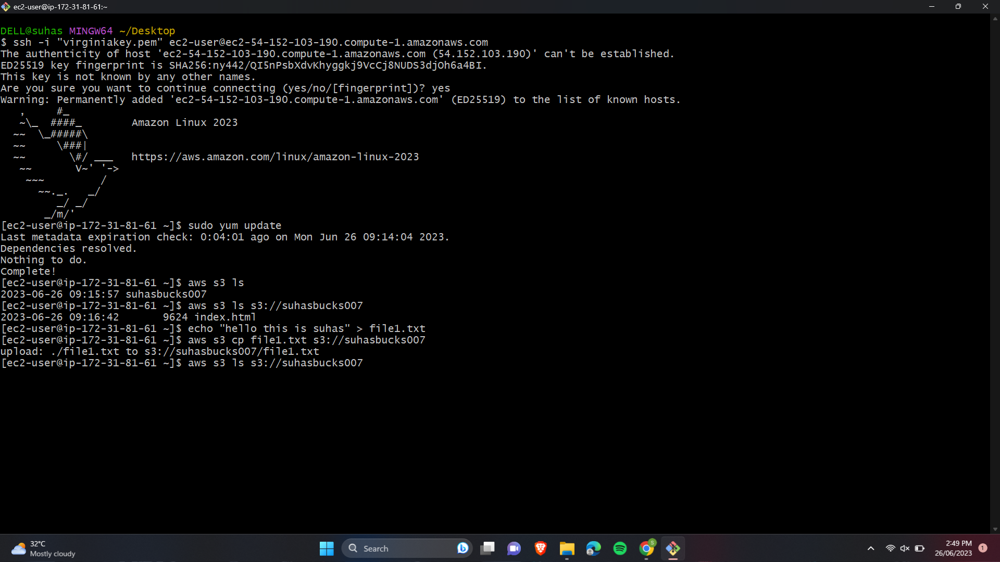 ec2-user@ip-172-31-81-61:~
DELL@suhas MINGW64 ~/Desktop
$ ssh -i "virginiakey.pem" ec2-user@ec2-54-152-103-190.compute-1.amazonaws.com
The authenticity of host 'ec2-54-152-103-190.compute-1.amazonaws.com (54.152.103.190)' can't be established.
ED25519 key fingerprint is SHA256:ny442/QI5nPsbXdvKhyggkj9VcCj8NUDS3djOh6a4BI.
This key is not known by any other names.
Are you sure you want to continue connecting (yes/no/[fingerprint])? yes
Warning: Permanently added 'ec2-54-152-103-190.compute-1.amazonaws.com' (ED25519) to the list of known hosts.
   ,     #_
   ~\_  ####_        Amazon Linux 2023
  ~~  \_#####\
  ~~     \###|
  ~~       \#/ ___   https://aws.amazon.com/linux/amazon-linux-2023
   ~~       V~' '->
    ~~~         /
      ~~._.   _/
         _/ _/
       _/m/'
[ec2-user@ip-172-31-81-61 ~]$ sudo yum update
Last metadata expiration check: 0:04:01 ago on Mon Jun 26 09:14:04 2023.
Dependencies resolved.
Nothing to do.
Complete!
[ec2-user@ip-172-31-81-61 ~]$ aws s3 ls
2023-06-26 09:15:57 suhasbucks007
[ec2-user@ip-172-31-81-61 ~]$ aws s3 ls s3://suhasbucks007
2023-06-26 09:16:42       9624 index.html
[ec2-user@ip-172-31-81-61 ~]$ echo "hello this is suhas" > file1.txt
[ec2-user@ip-172-31-81-61 ~]$ aws s3 cp file1.txt s3://suhasbucks007
upload: ./file1.txt to s3://suhasbucks007/file1.txt
[ec2-user@ip-172-31-81-61 ~]$ aws s3 ls s3://suhasbucks007
32°C
Mostly cloudy
Search
S
2:49 PM
26/06/2023
1